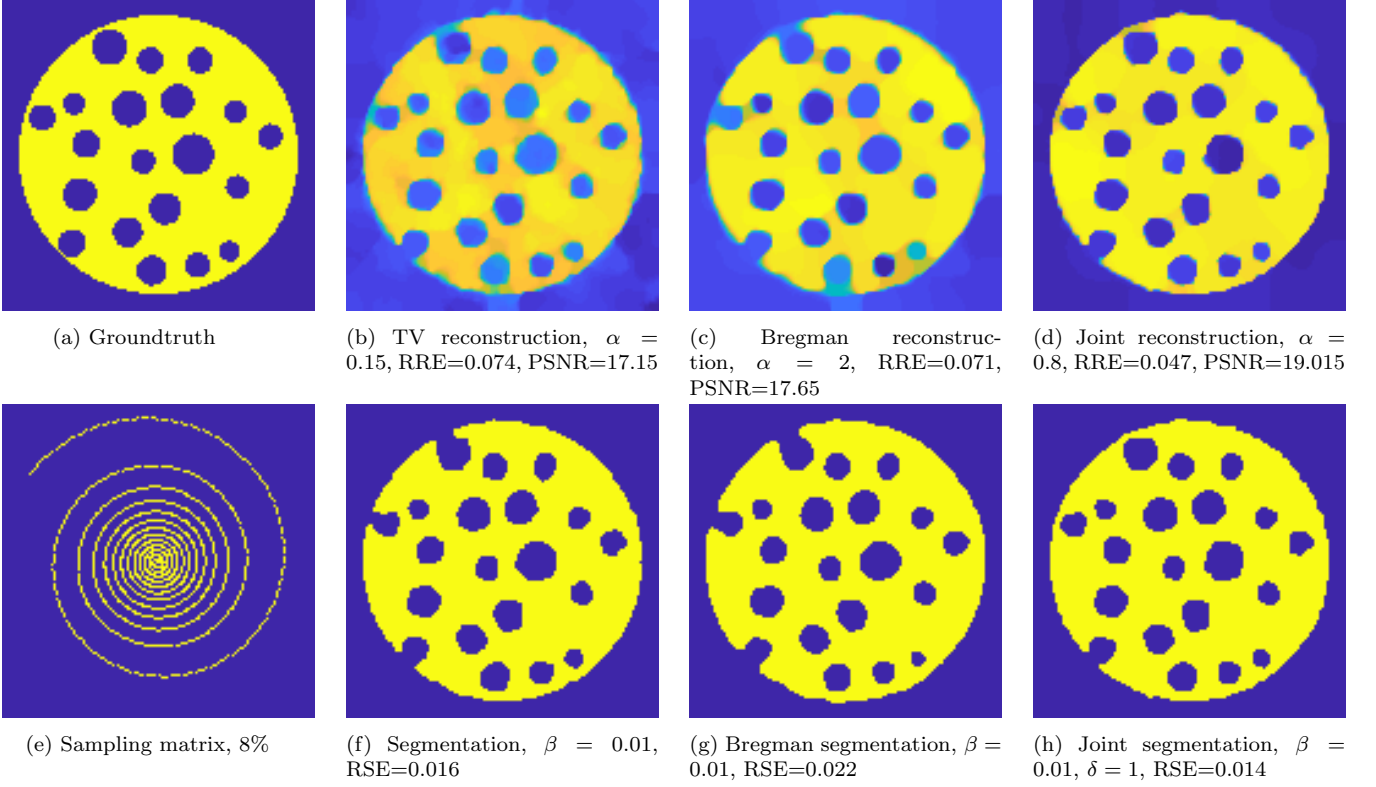 (a) Groundtruth
(b) TV reconstruction, α =
0.15, RRE=0.074, PSNR=17.15
(c) Bregman reconstruc-
tion, α = 2, RRE=0.071,
PSNR=17.65
(d) Joint reconstruction, α =
0.8, RRE=0.047, PSNR=19.015
(e) Sampling matrix, 8%
(f) Segmentation, β = 0.01,
RSE=0.016
(g) Bregman segmentation, β =
0.01, RSE=0.022
(h) Joint segmentation, β =
0.01, δ = 1, RSE=0.014